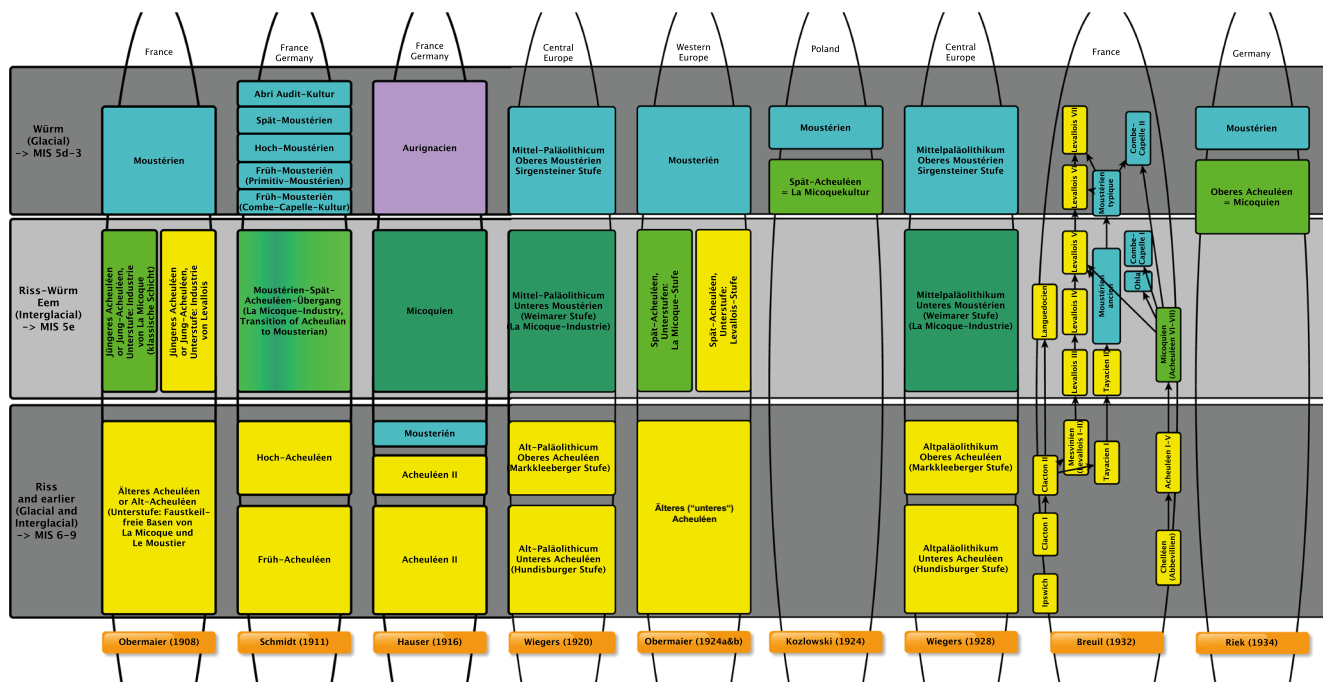 France
France
Germany
France
Germany
Central
Europe
Western
Europe
Poland
Central
Europe
France
Germany
Würm
(Glacial)
-> MIS 5d-3
Moustérien
Abri Audit-Kultur
Spät-Moustérien
Hoch-Moustérien
Früh-Mousterién
(Primitiv-Moustérien)
Früh-Mousterién
(Combe-Capelle-Kultur)
Aurignacien
Mittel-Paläolithicum
Oberes Moustérien
Sirgensteiner Stufe
Mousterién
Moustérien
Spät-Acheuléen
= La Micoquekultur
Mittelpaläolithikum
Oberes Moustérien
Sirgensteiner Stufe
Levallois VII
Levallois VI
Combe-
Capelle II
Moustérien
typique
Moustérien
Oberes Acheuléen
= Micoquien
Riss-Würm
Eem
(Interglacial)
-> MIS 5e
Jüngeres Acheuléen
or Jung-Acheuléen,
Unterstufe: Industrie
von La Micoque
(klassische Schicht)
Jüngeres Acheuléen
or Jung-Acheuléen,
Unterstufe: Industrie
von Levallois
Moustérien-Spät-
Acheuléen-Übergang
(La Micoque-Industry,
Transition of Acheulian
to Mousterian)
Micoquien
Mittel-Paläolithicum
Unteres Moustérien
(Weimarer Stufe)
(La Micoque-Industrie)
Spät-Acheuléen,
Unterstufen:
La Micoque-Stufe
Spät-Acheuléen,
Unterstufe:
Levallois-Stufe
Mittelpaläolithikum
Unteres Moustérien
(Weimarer Stufe)
(La Micoque-Industrie)
Languedocien
Levallois V
Levallois IV
Levallois III
Moustérien
ancien
Tayacien II
Combe-
Capelle I
Ohla
Micoquien
(Acheuléen VI-VII)
Riss
and earlier
(Glacial and
Interglacial)
-> MIS 6-9
Älteres Acheuléen
or Alt-Acheuléen
(Unterstufe: Faustkeil-
freie Basen von
La Micoque und
Le Moustier
Hoch-Acheuléen
Früh-Acheuléen
Mousterién
Acheuléen II
Acheuléen II
Alt-Paläolithicum
Oberes Acheuléen
(Markkleeberger Stufe)
Alt-Paläolithicum
Unteres Acheuléen
(Hundisburger Stufe)
Älteres ("unteres")
Acheuléen
Altpaläolithikum
Oberes Acheuléen
(Markkleeberger Stufe)
Altpaläolithikum
Unteres Acheuléen
(Hundisburger Stufe)
Clacton II
Clacton I
Ipswich
Mesvinien
(Levallois I-II)
Tayacien I
Acheuléen I-V
Chelléen
(Abbevillien)
Obermaier (1908)
Schmidt (1911)
Hauser (1916)
Wiegers (1920)
Obermaier (1924a&b)
Kozlowski (1924)
Wiegers (1928)
Breuil (1932)
Riek (1934)